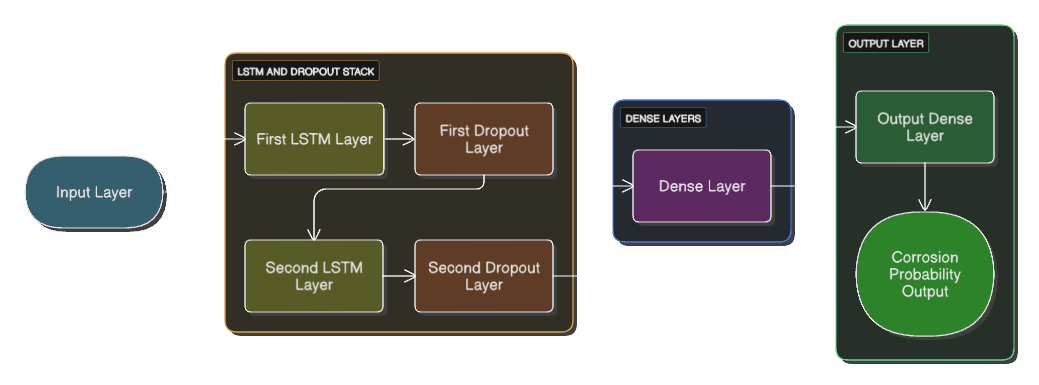 Input Layer
LSTM AND DROPOUT STACK
First LSTM Layer
First Dropout
Layer
Second LSTM
Layer
Second Dropout
Layer
DENSE LAYERS
Dense Layer
OUTPUT LAYER
Output Dense
Layer
Corrosion
Probability
Output